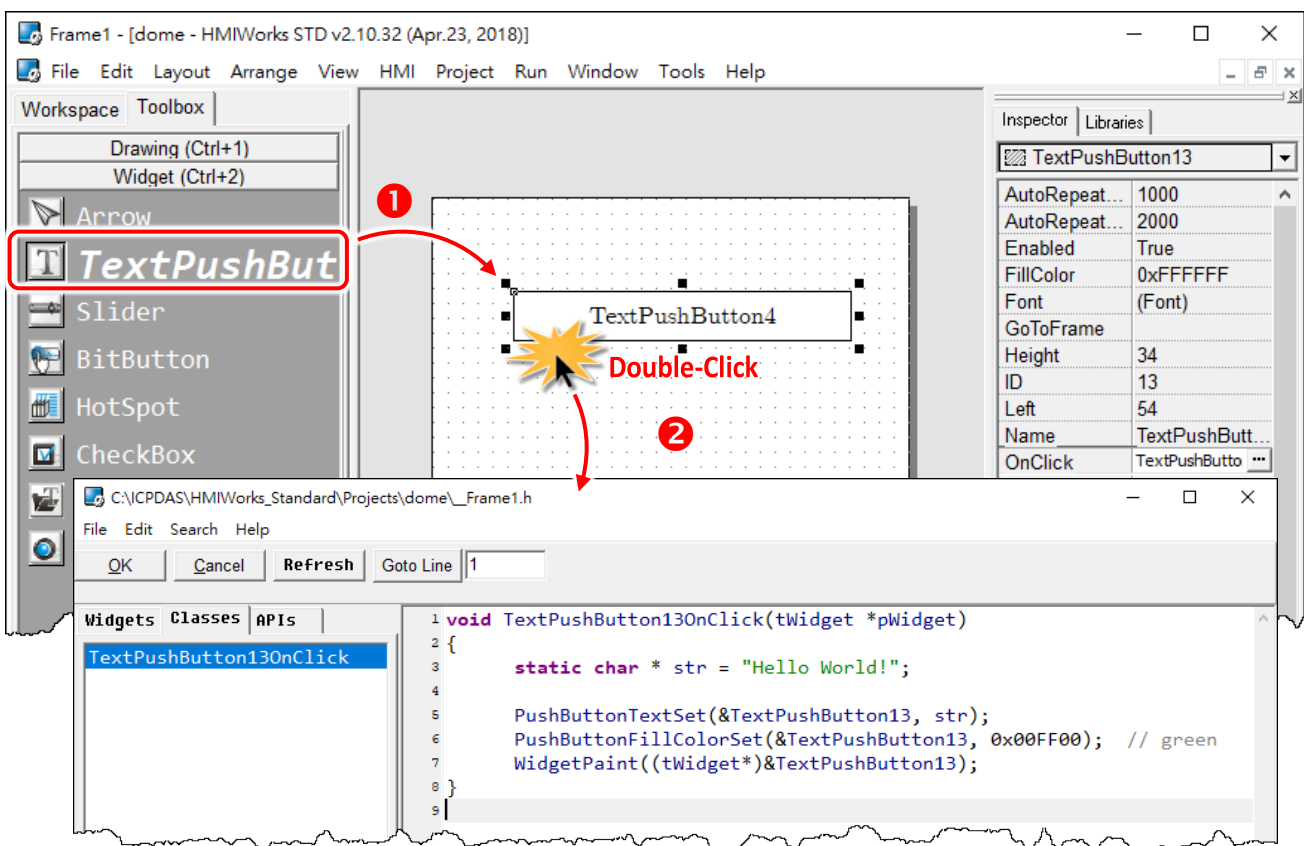 Frame1 - [dome - HMIWorks STD v2.10.32 (Apr.23, 2018)]
File Edit Layout Arrange View HMI Project Run Window Tools Help
Workspace Toolbox
Drawing (Ctrl+1)
Widget (Ctrl+2)
Arrow
TextPushBut
Slider
BitButton
HotSpot
CheckBox
1
TextPushButton4
Double-Click
2
Inspector Libraries
TextPushButton13
AutoRepeat... 1000
AutoRepeat... 2000
Enabled True
FillColor 0xFFFFFF
Font (Font)
GoToFrame
Height 34
ID 13
Left 54
Name TextPushButt...
OnClick TextPushButto ...
C:\ICPDAS\HMIWorks_Standard\Projects\dome\__Frame1.h
File Edit Search Help
OK Cancel Refresh Goto Line 1
Widgets Classes APIs
TextPushButton13OnClick
1 void TextPushButton13OnClick(tWidget *pWidget)
2 {
3 static char * str = "Hello World!";
4
5 PushButtonTextSet(&TextPushButton13, str);
6 PushButtonFillColorSet(&TextPushButton13, 0x00FF00); // green
7 WidgetPaint((tWidget*)&TextPushButton13);
8 }
9